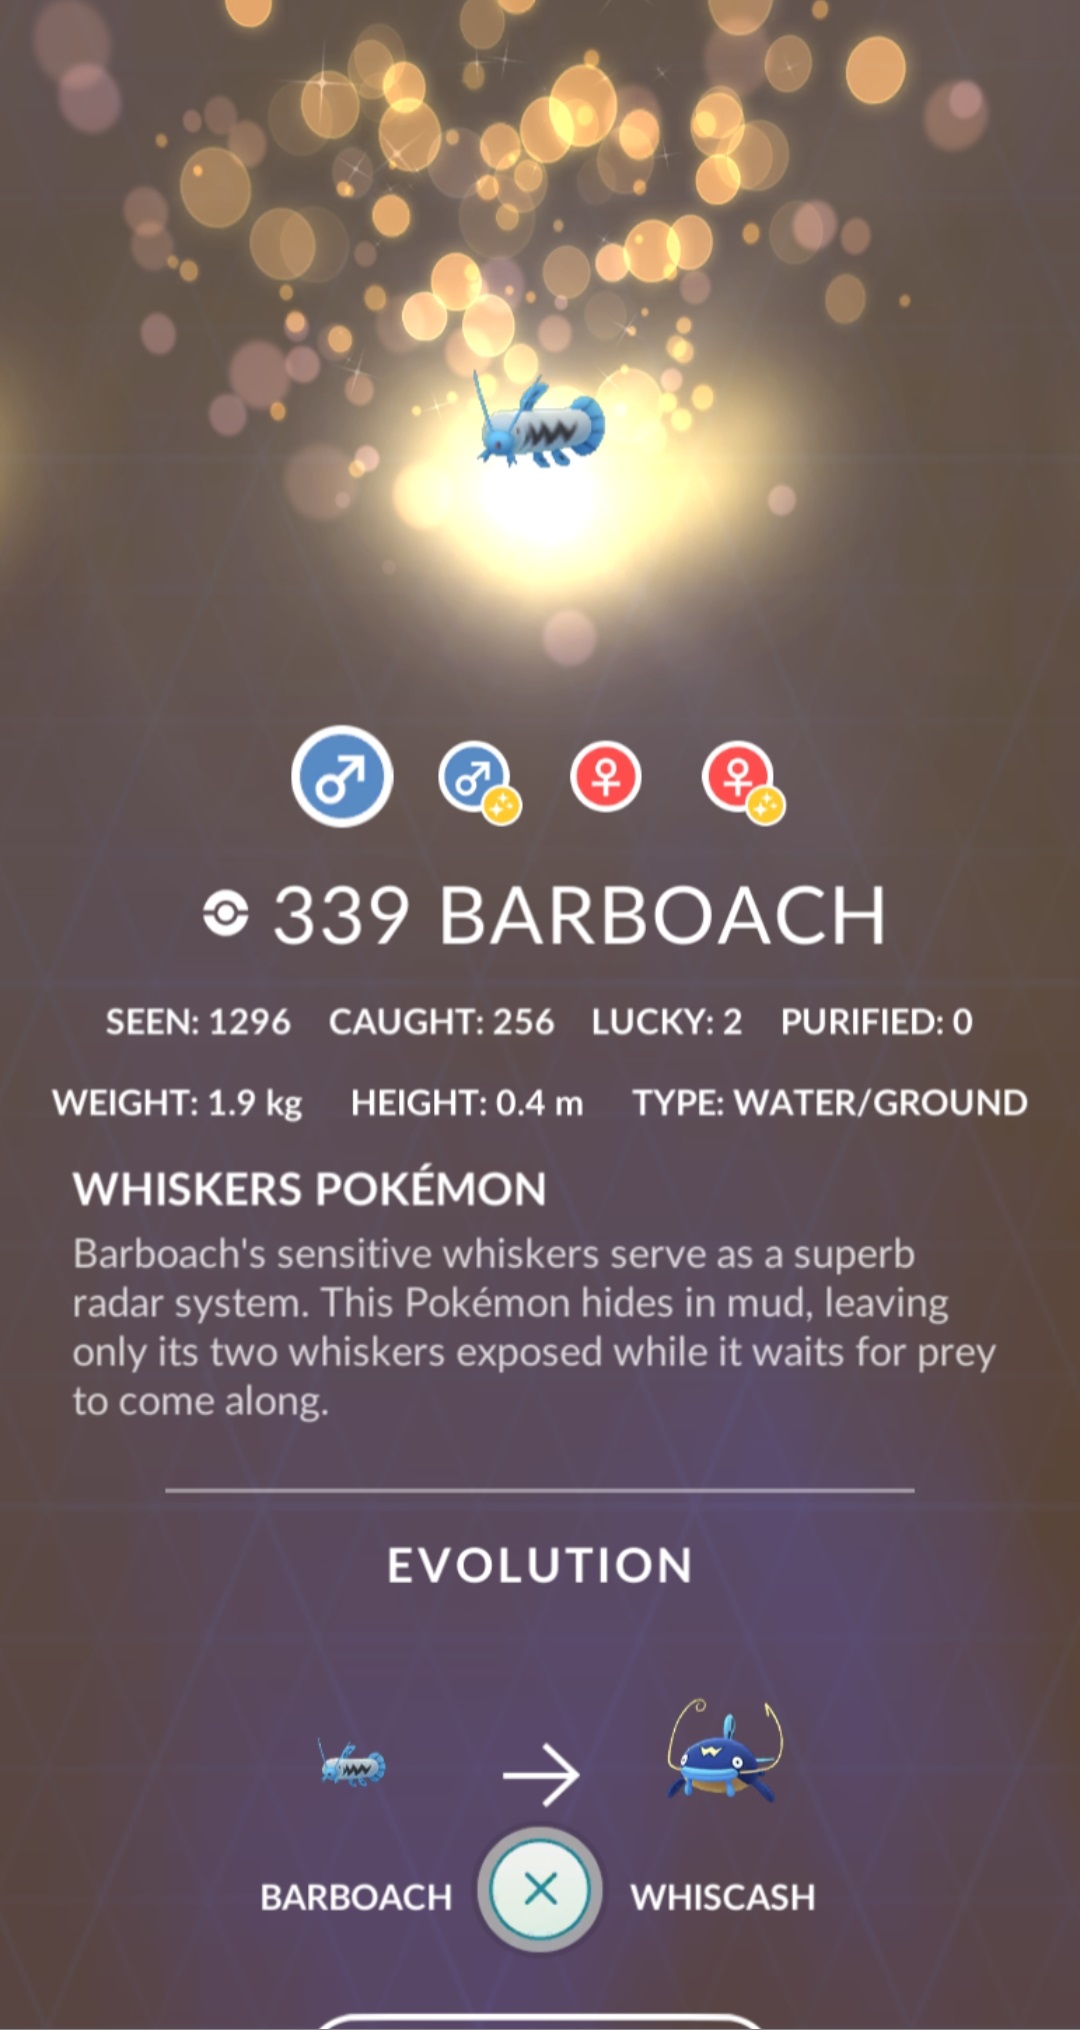 339 BARBOACH
SEEN: 1296 CAUGHT: 256 LUCKY: 2 PURIFIED: 0
WEIGHT: 1.9 kg HEIGHT: 0.4 m TYPE: WATER/GROUND
WHISKERS POKÉMON
Barboach's sensitive whiskers serve as a superb
radar system. This Pokémon hides in mud, leaving
only its two whiskers exposed while it waits for prey
to come along.
EVOLUTION
BARBOACH WHISCASH